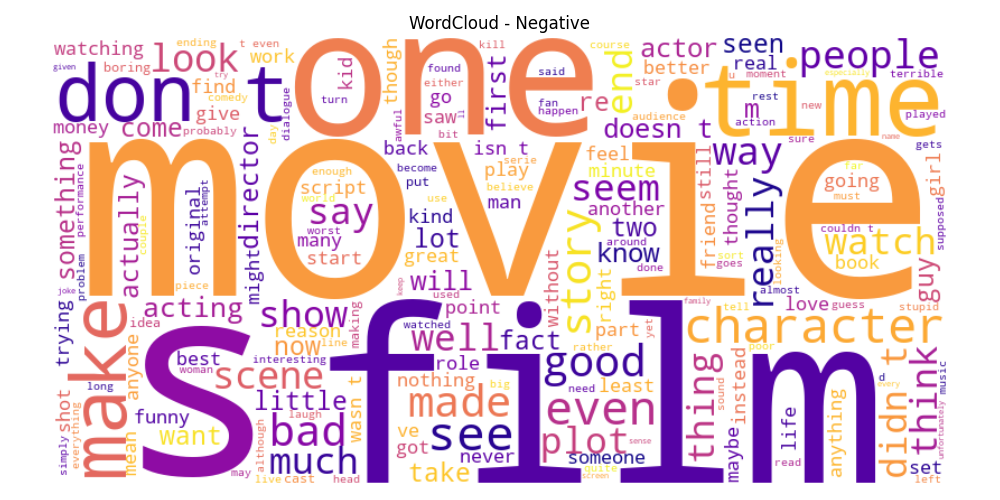 WordCloud - Negative
watching
look
ending
t even
work
one
though
kid
kill
course
actor
seen
people
given
boring
try
find
don t
comedy
turn
found
either
said
first
end
better
real
u
moment
especially
terrible
star
time
money
come
give
probably
day
dialogue
awful
go
saw
ll
bit
fan
happen
re
audience
doesn t
m
rest
action
new
sure
played
name
gets
movie
something
performance
actually
original
attempt
couple
mightdirector
enough
script
world
say
worst
many
start
back
become
put
kind
lot
great
will
used
isn t
serie
play
believe
use
man
feel
minute
seem
another
two
around
know
done
without
story
right
friend
still
sort
goes
thought
way
really
looking
almost
far
going
must
couldn t
watch
book
supposed
girl
guy
joke
problem
piece
trying
make
idea
acting
show
reason
now
line
making
keep
point
well
watched
fact
part
rather
yet
family
tell
love
guess
stupid
character
s
film
best
woman
scene
interesting
role
good
nothing
big
need
least
thing
sound
instead
poor
d
every
didn t
think
music
unfortunately
long
shot
simply
everything
mean
anyone
funny
want
may
little
bad
much
laugh
although
live
cast
head
wasn t
ve
got
made
see
never
take
even
plot
sense
someone
quite
screen
maybe
life
read
anything
set
left